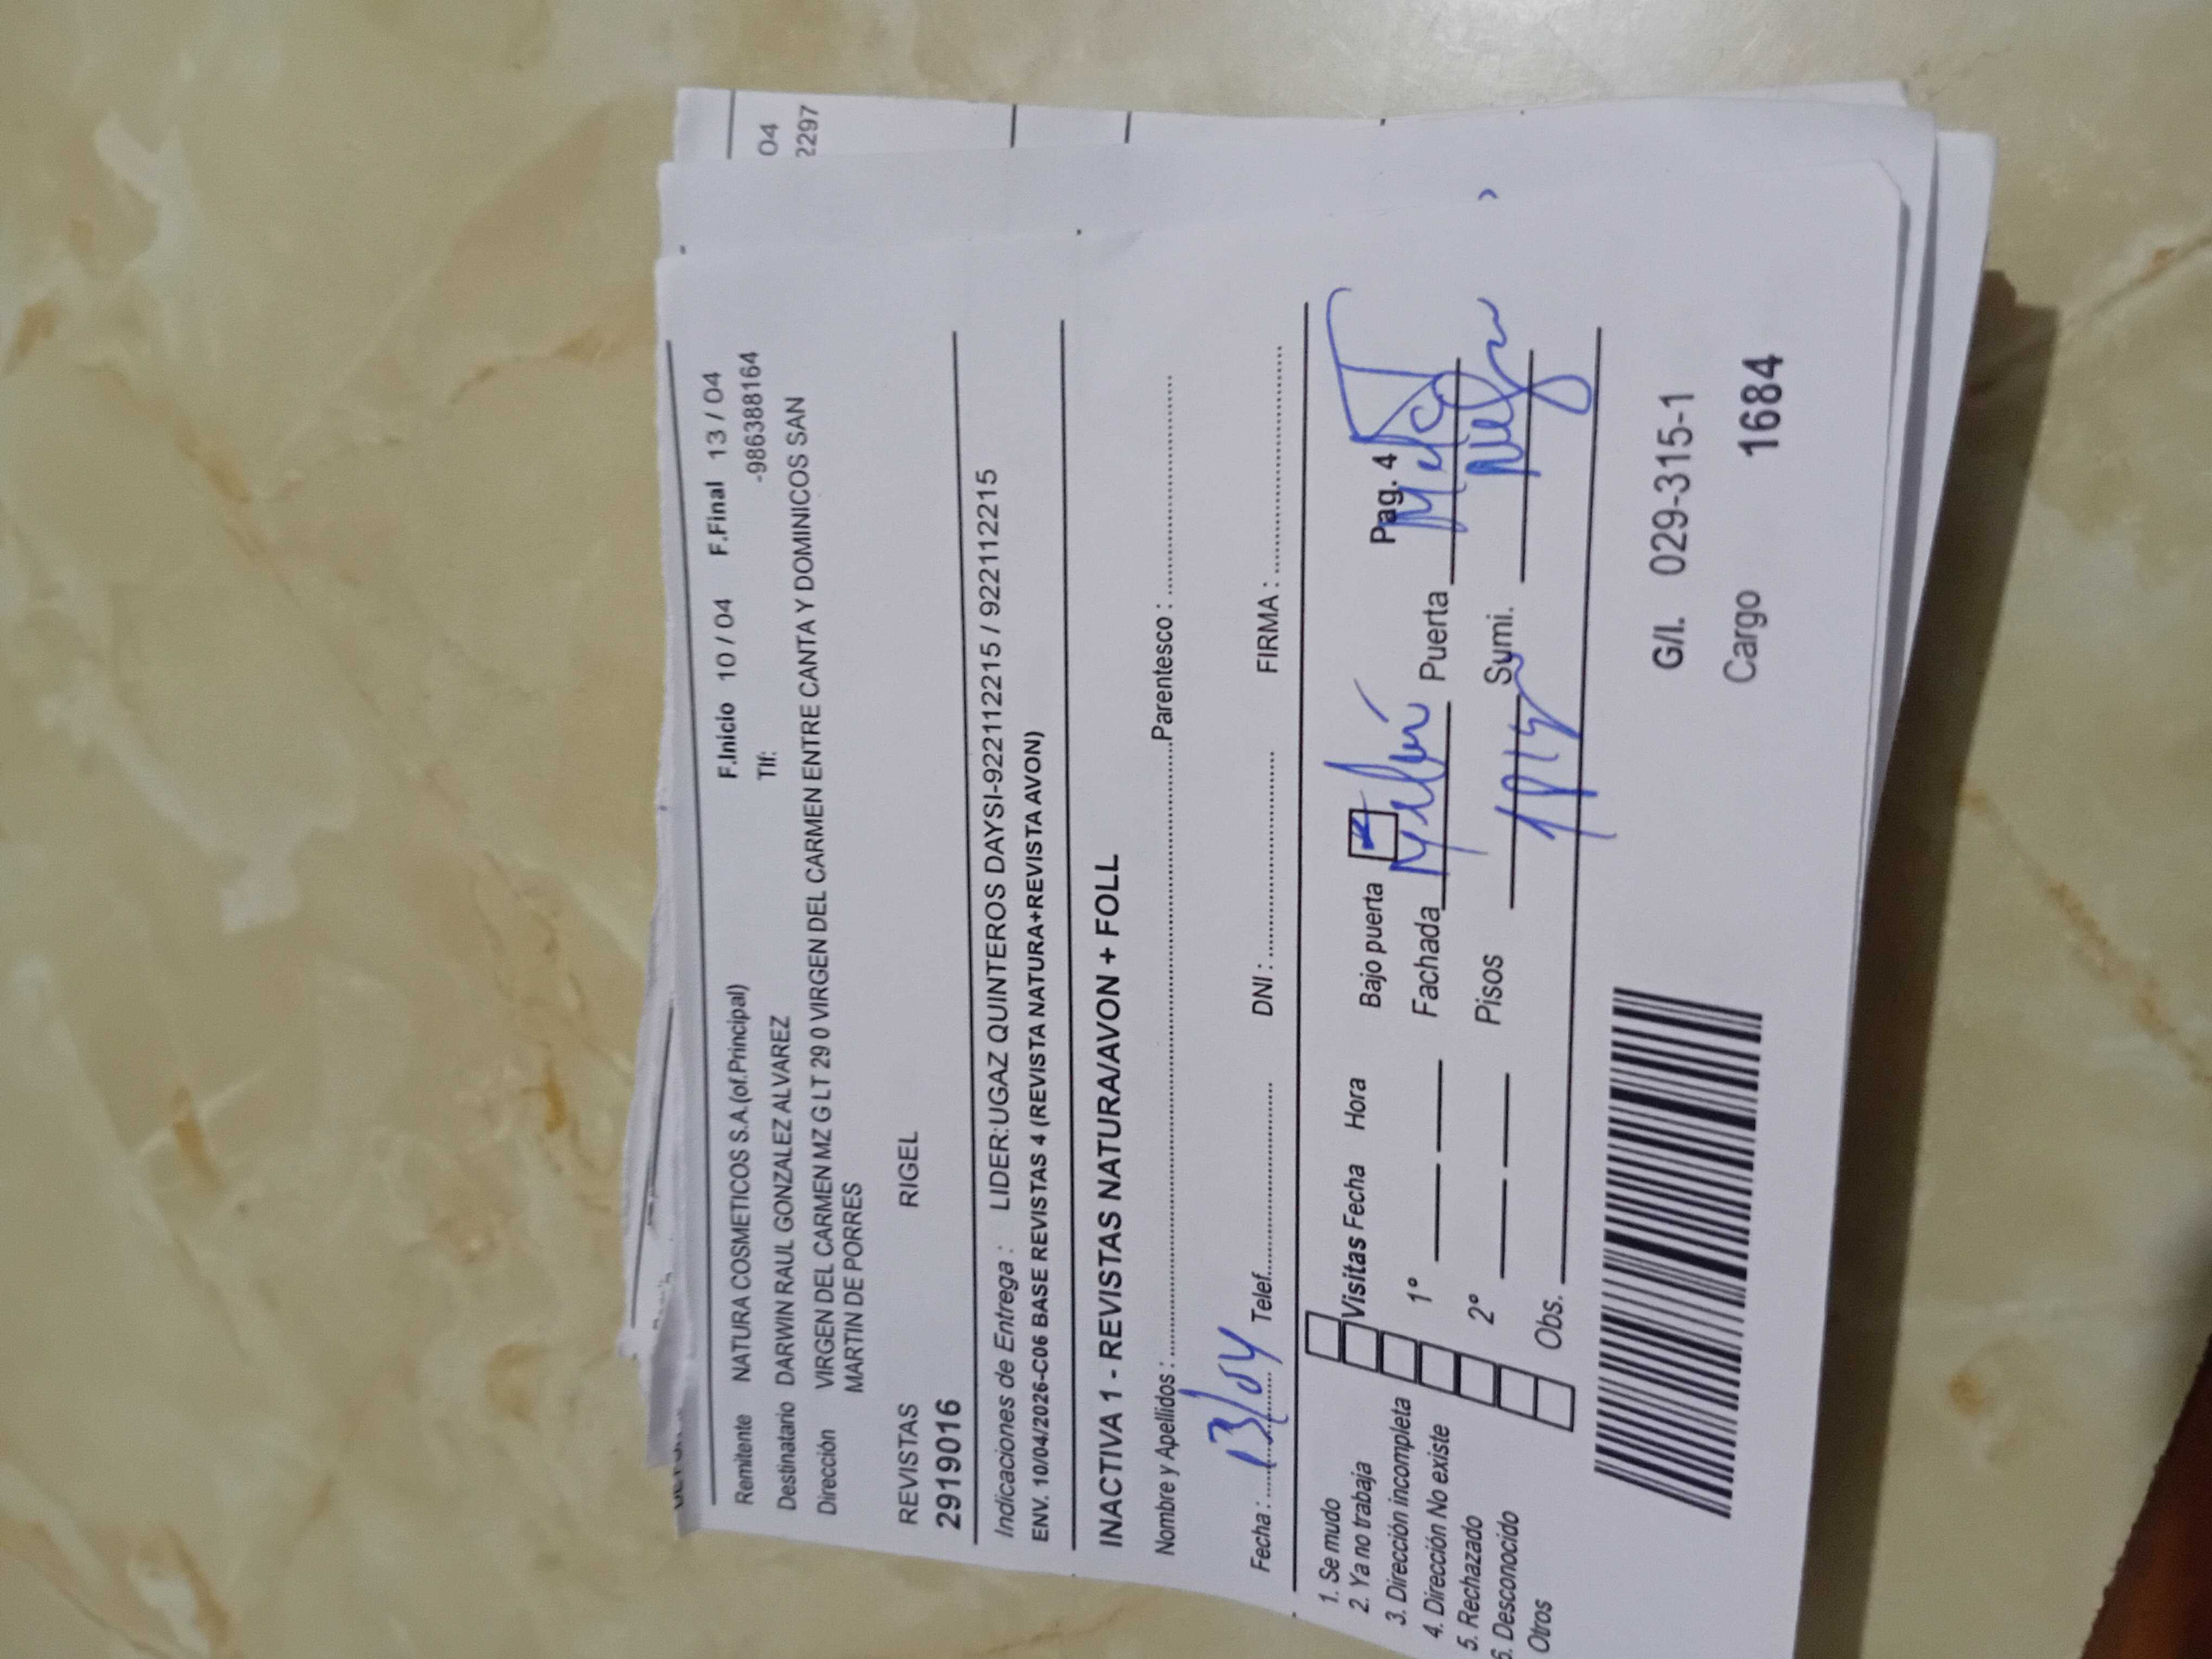 Remitente NATURA COSMETICOS S.A.(of.Principal) F.Inicio 10 / 04 F.Final 13 / 04
Destinatario DARWIN RAUL GONZALEZ ALVAREZ Tlf: -986388164
Dirección VIRGEN DEL CARMEN MZ G LT 29 0 VIRGEN DEL CARMEN ENTRE CANTA Y DOMINICOS SAN
MARTIN DE PORRES
REVISTAS RIGEL
2919016
Indicaciones de Entrega : LIDER:UGAZ QUINTEROS DAYSI-922112215 / 922112215
ENV. 10/04/2026-C06 BASE REVISTAS 4 (REVISTA NATURA+REVISTA AVON)
INACTIVA 1 - REVISTAS NATURA/AVON + FOLL
Nombre y Apellidos : Parentesco :
Fecha : 13/04 Telef. DNI : FIRMA :
1. Se mudo
2. Ya no trabaja
3. Dirección incompleta
4. Dirección No existe
5. Rechazado
6. Desconocido
Otros
Visitas Fecha Hora
1º
2º
Obs.
Bajo puerta Pag. 4
Fachada Puerta
Pisos Sumi.
G/I. 029-315-1
Cargo 1684
04
2297